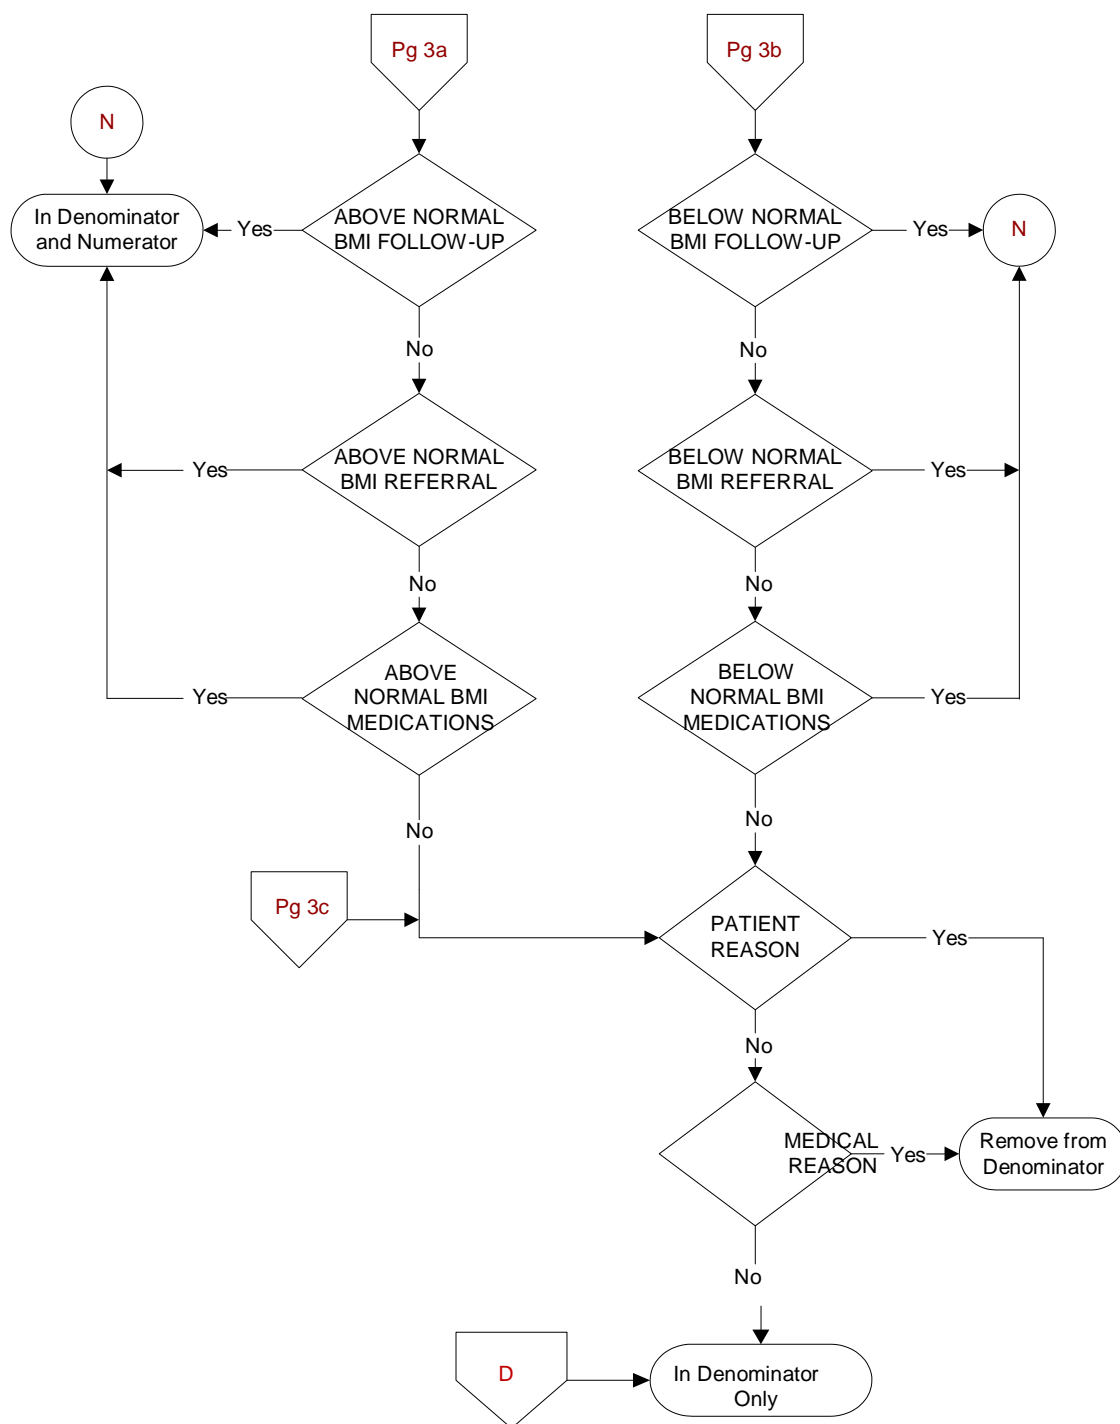 Pg 3a
Pg 3b
N
In Denominator
and Numerator
Yes
ABOVE NORMAL
BMI FOLLOW-UP
BELOW NORMAL
BMI FOLLOW-UP
Yes
N
No
No
Yes
ABOVE NORMAL
BMI REFERRAL
BELOW NORMAL
BMI REFERRAL
Yes
No
No
Yes
ABOVE
NORMAL BMI
MEDICATIONS
BELOW
NORMAL BMI
MEDICATIONS
Yes
No
No
Pg 3c
PATIENT
REASON
Yes
No
MEDICAL
REASON
Yes
Remove from
Denominator
No
D
In Denominator
Only